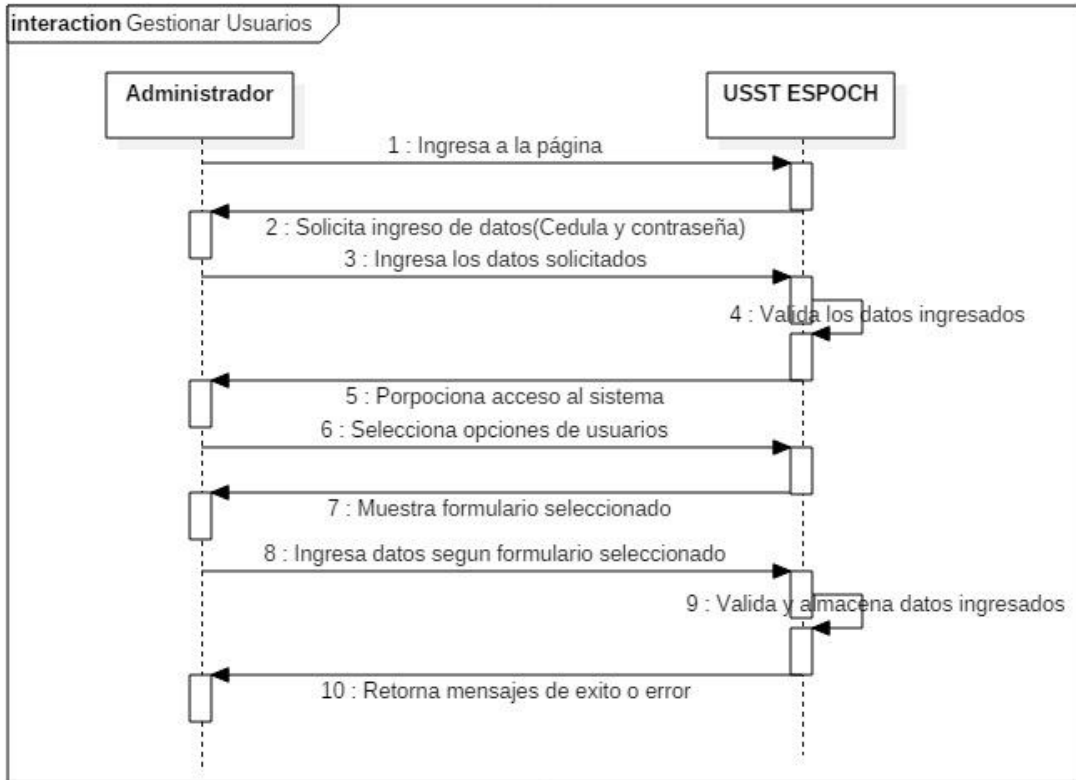 interaction Gestionar Usuarios
Administrador
USST ESPOCH
1 : Ingresa a la página
2 : Solicita ingreso de datos(Cedula y contraseña)
3 : Ingresa los datos solicitados
4 : Valida los datos ingresados
5 : Porpociona acceso al sistema
6 : Selecciona opciones de usuarios
7 : Muestra formulario seleccionado
8 : Ingresa datos segun formulario seleccionado
9 : Valida y almacena datos ingresados
10 : Retorna mensajes de exito o error